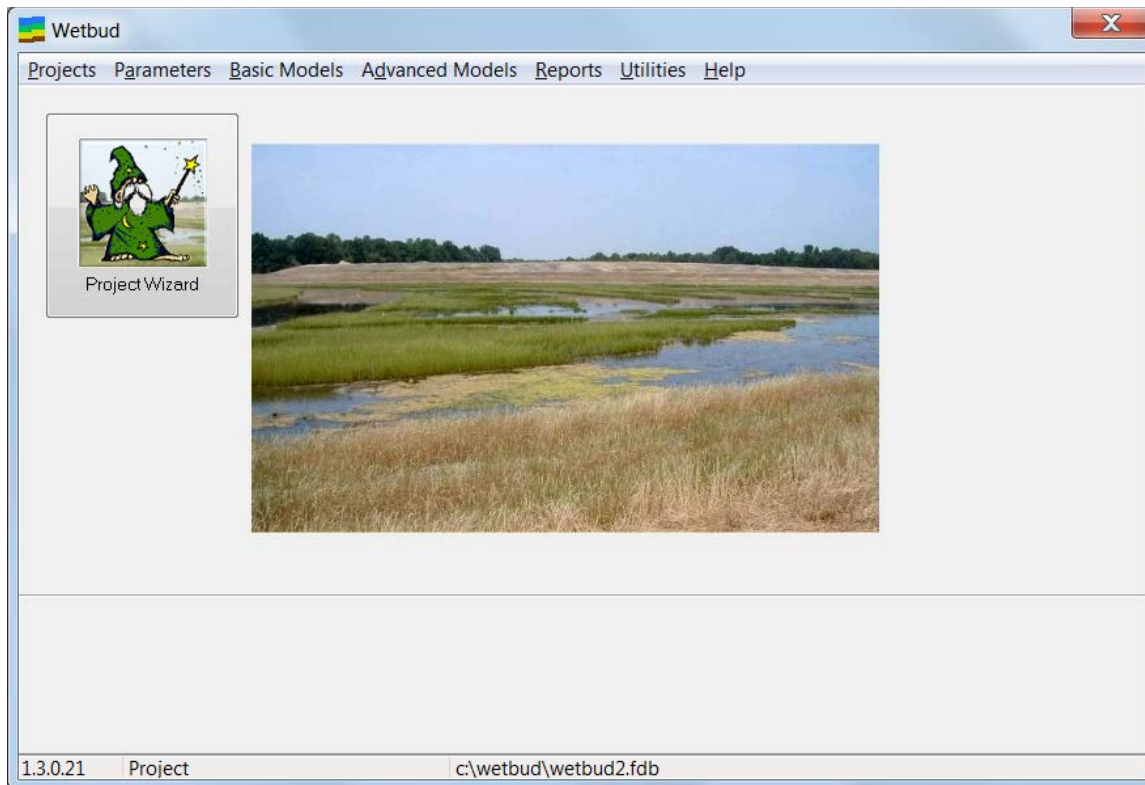 Wetbud
Projects Parameters Basic Models Advanced Models Reports Utilities Help
Project Wizard
1.3.0.21 Project c:\wetbud\wetbud2.fdb